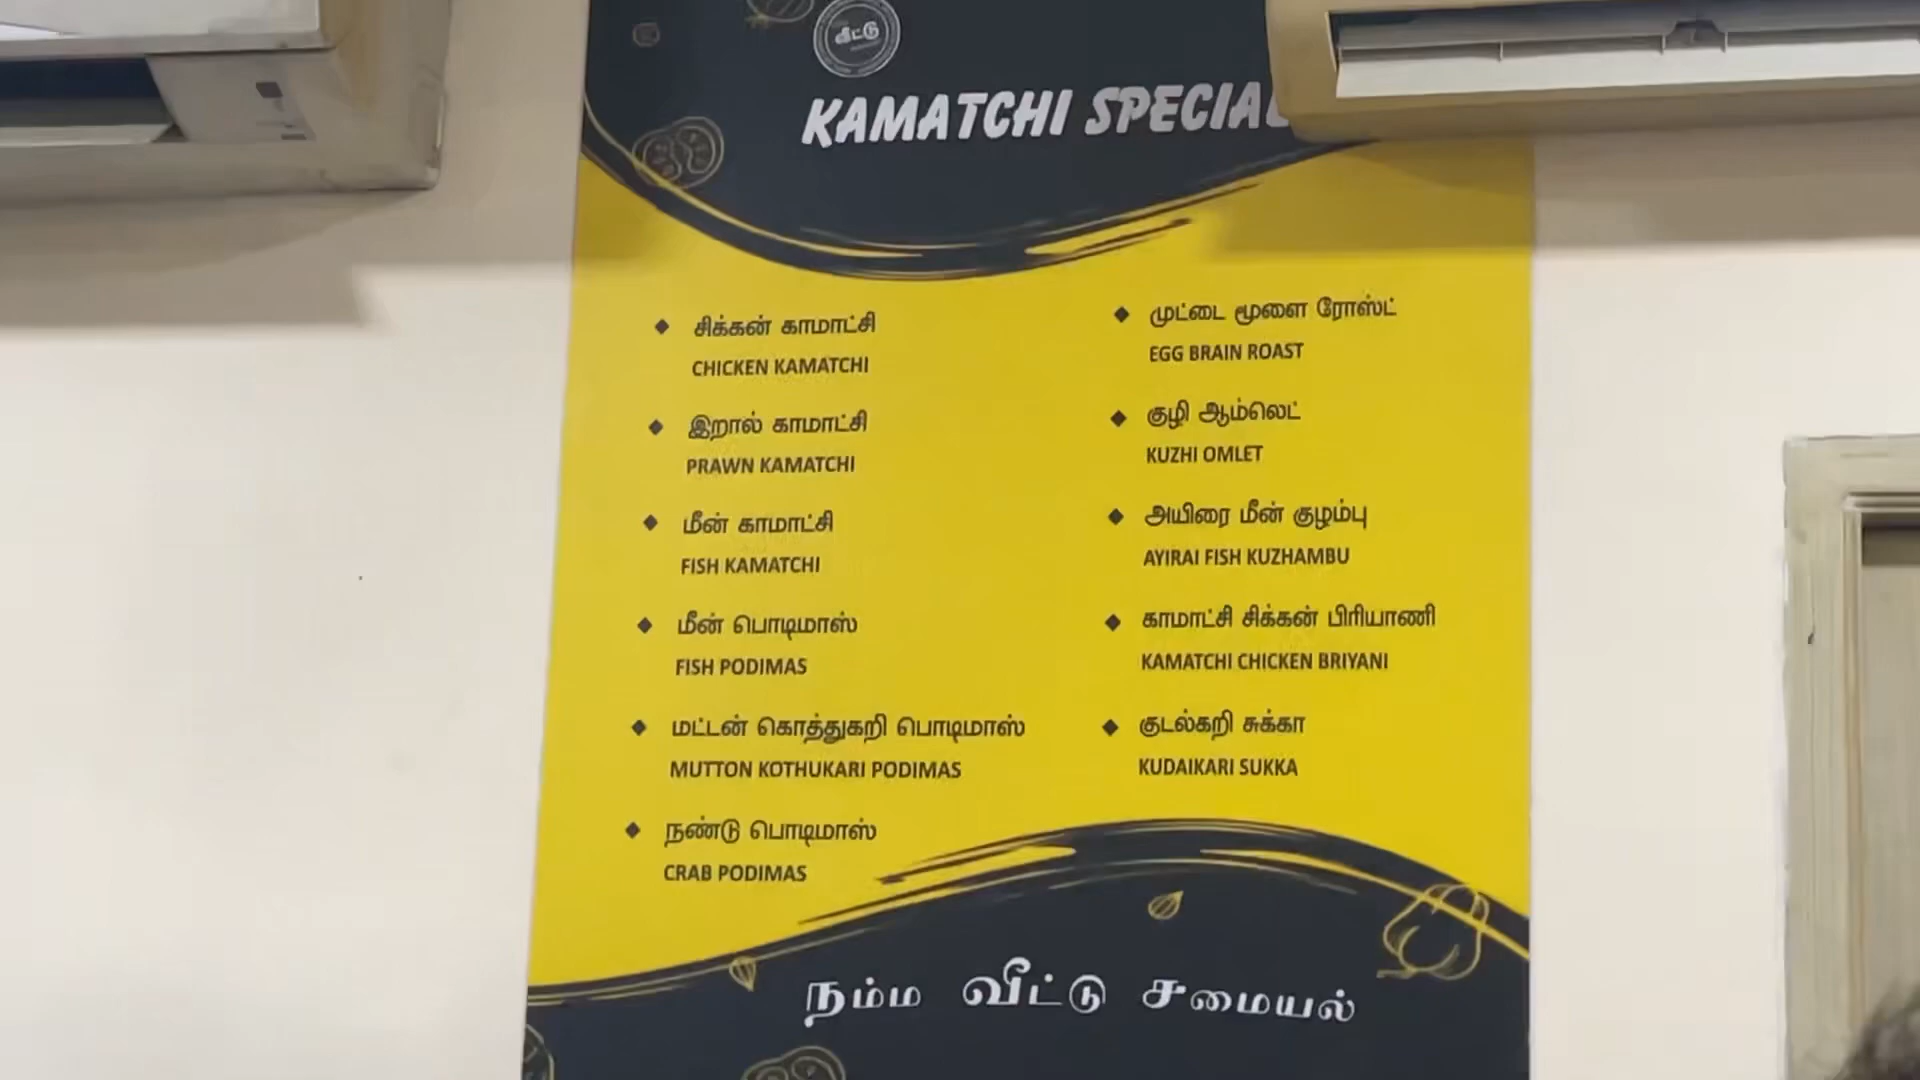 வீட்டு
KAMATCHI SPECIAL
சிக்கன் காமாட்சி
CHICKEN KAMATCHI
இறால் காமாட்சி
PRAWN KAMATCHI
மீன் காமாட்சி
FISH KAMATCHI
மீன் பொடிமாஸ்
FISH PODIMAS
மட்டன் கொத்துகறி பொடிமாஸ்
MUTTON KOTHUKARI PODIMAS
நண்டு பொடிமாஸ்
CRAB PODIMAS
முட்டை மூளை ரோஸ்ட்
EGG BRAIN ROAST
குழி ஆம்லெட்
KUZHI OMLET
அயிரை மீன் குழம்பு
AYIRAI FISH KUZHAMBU
காமாட்சி சிக்கன் பிரியாணி
KAMATCHI CHICKEN BRIYANI
குடல்கறி சுக்கா
KUDAIKARI SUKKA
நம்ம வீட்டு சமையல்